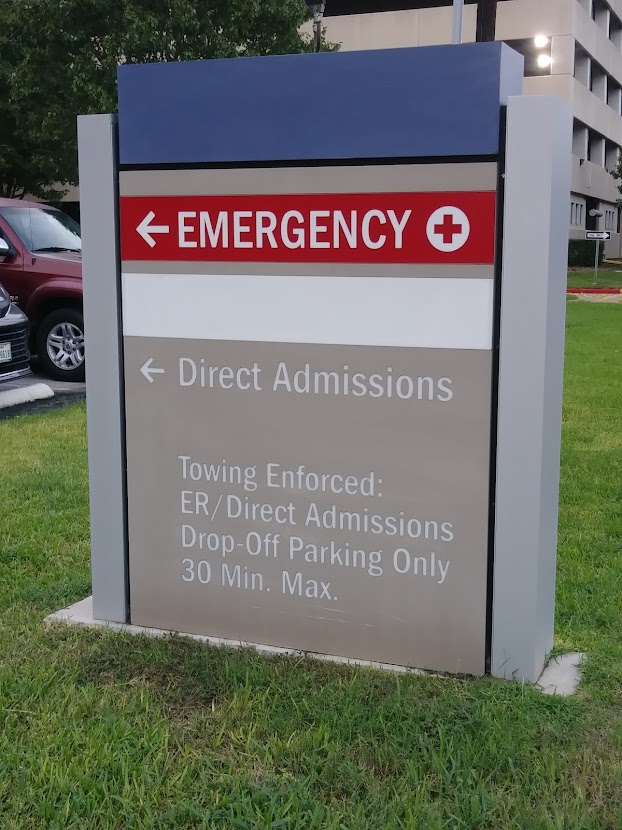 EMERGENCY
Direct Admissions
Towing Enforced:
ER/Direct Admissions
Drop-Off Parking Only
30 Min. Max.